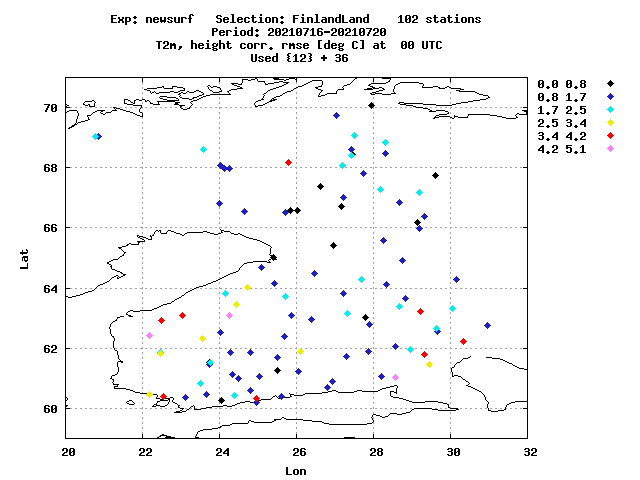 Exp: newsurf   Selection: FinlandLand    102 stations
Period: 20210716-20210720
T2m, height corr. rmse [deg C] at  00 UTC
Used {12} + 36
0.0 0.8
0.8 1.7
1.7 2.5
2.5 3.4
3.4 4.2
4.2 5.1
70
68
66
64
62
60
Lat
20 22 24 26 28 30 32
Lon